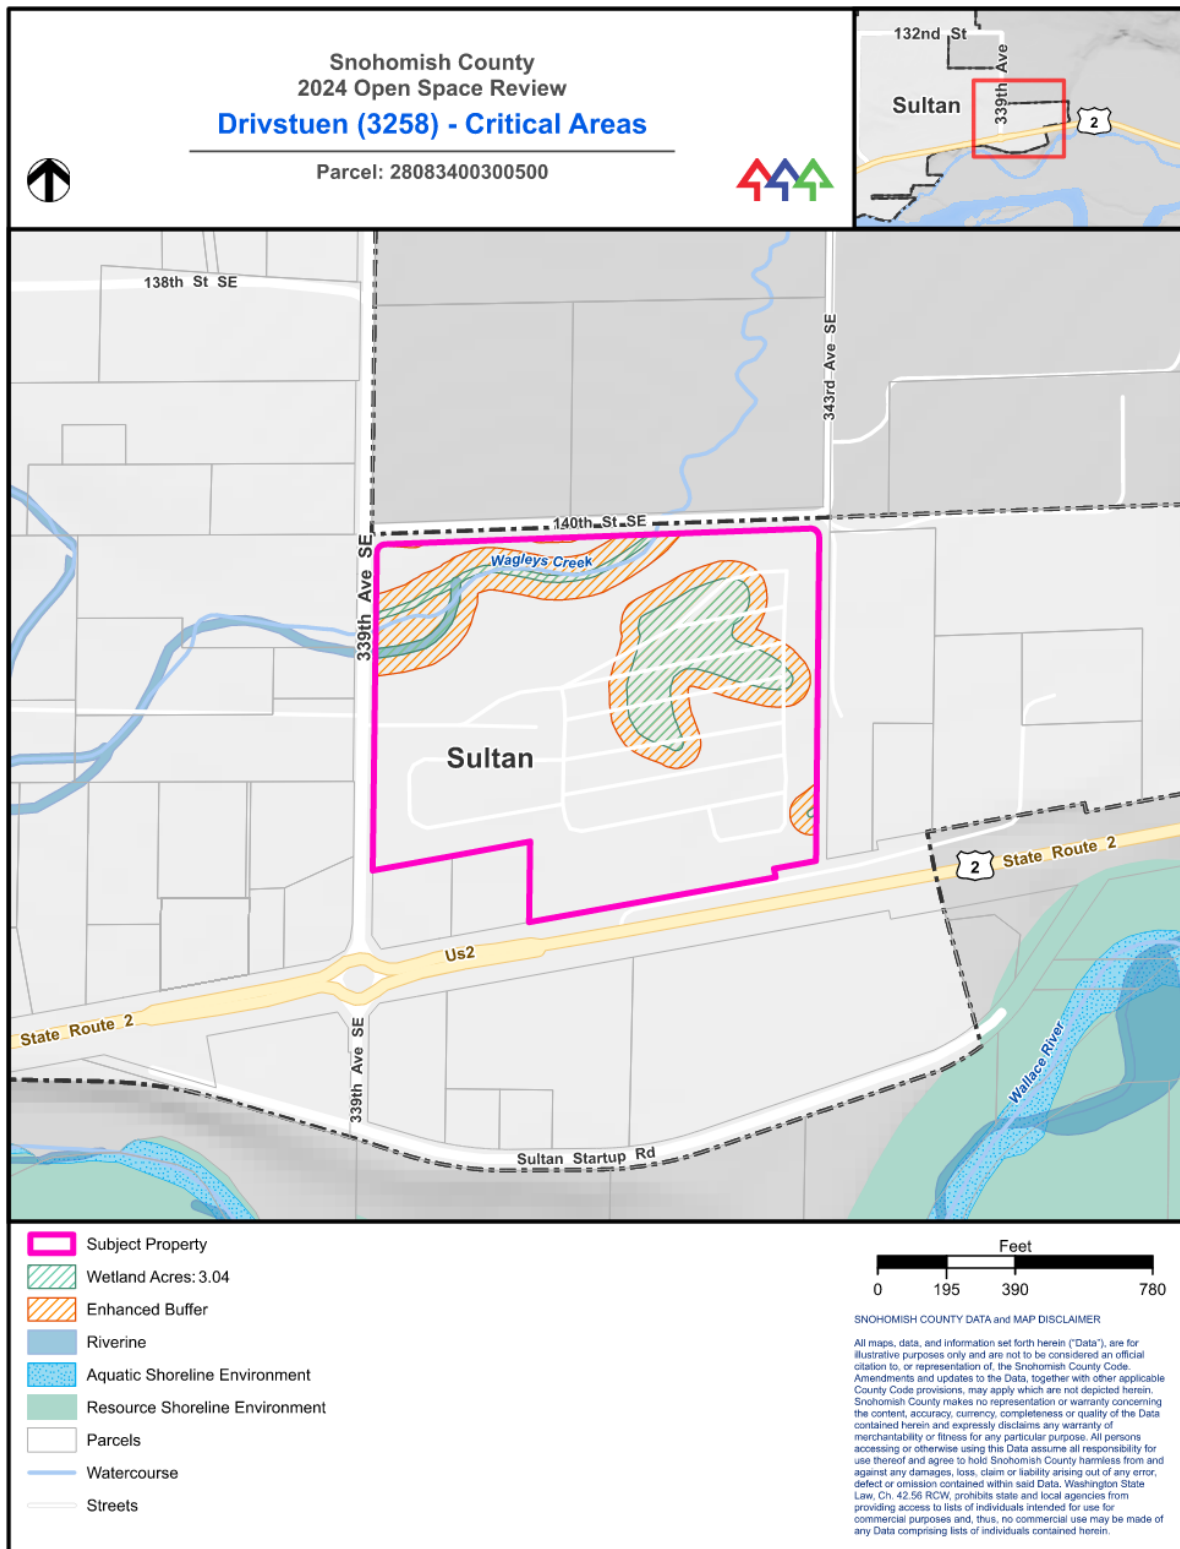 Snohomish County
2024 Open Space Review
Drivstuen (3258) - Critical Areas
Parcel: 28083400300500
132nd St
339th Ave
Sultan
2
138th St SE
343rd Ave SE
140th St SE
339th Ave SE
Wagleys Creek
Sultan
2
State Route 2
Us2
State Route 2
339th Ave SE
Wallace River
Sultan Startup Rd
Subject Property
Wetland Acres: 3.04
Enhanced Buffer
Riverine
Aquatic Shoreline Environment
Resource Shoreline Environment
Parcels
Watercourse
Streets
Feet
0 195 390 780
SNOHOMISH COUNTY DATA and MAP DISCLAIMER
All maps, data, and information set forth herein ("Data"), are for
illustrative purposes only and are not to be considered an official
citation to, or representation of, the Snohomish County Code.
Amendments and updates to the Data, together with other applicable
County Code provisions, may apply which are not depicted herein.
Snohomish County makes no representation or warranty concerning
the content, accuracy, currency, completeness or quality of the Data
contained herein and expressly disclaims any warranty of
merchantability or fitness for any particular purpose. All persons
accessing or otherwise using this Data assume all responsibility for
use thereof and agree to hold Snohomish County harmless from and
against any damages, loss, claim or liability arising out of any error,
defect or omission contained within said Data. Washington State
Law, Ch. 42.56 RCW, prohibits state and local agencies from
providing access to lists of individuals intended for use for
commercial purposes and, thus, no commercial use may be made of
any Data comprising lists of individuals contained herein.